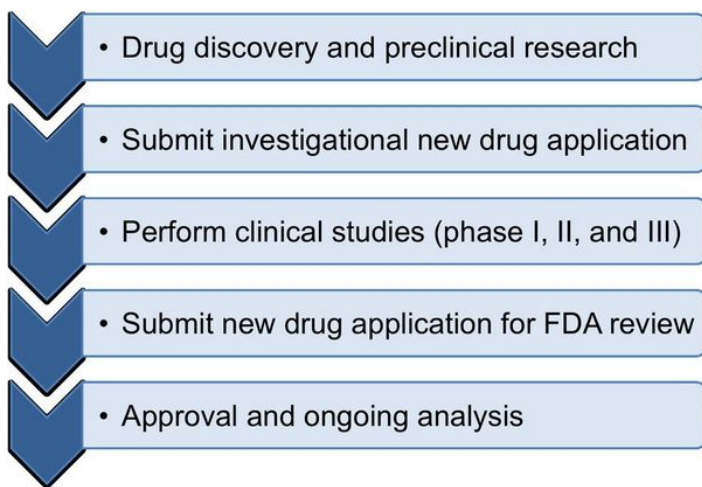 • Drug discovery and preclinical research
• Submit investigational new drug application
• Perform clinical studies (phase I, II, and III)
• Submit new drug application for FDA review
• Approval and ongoing analysis